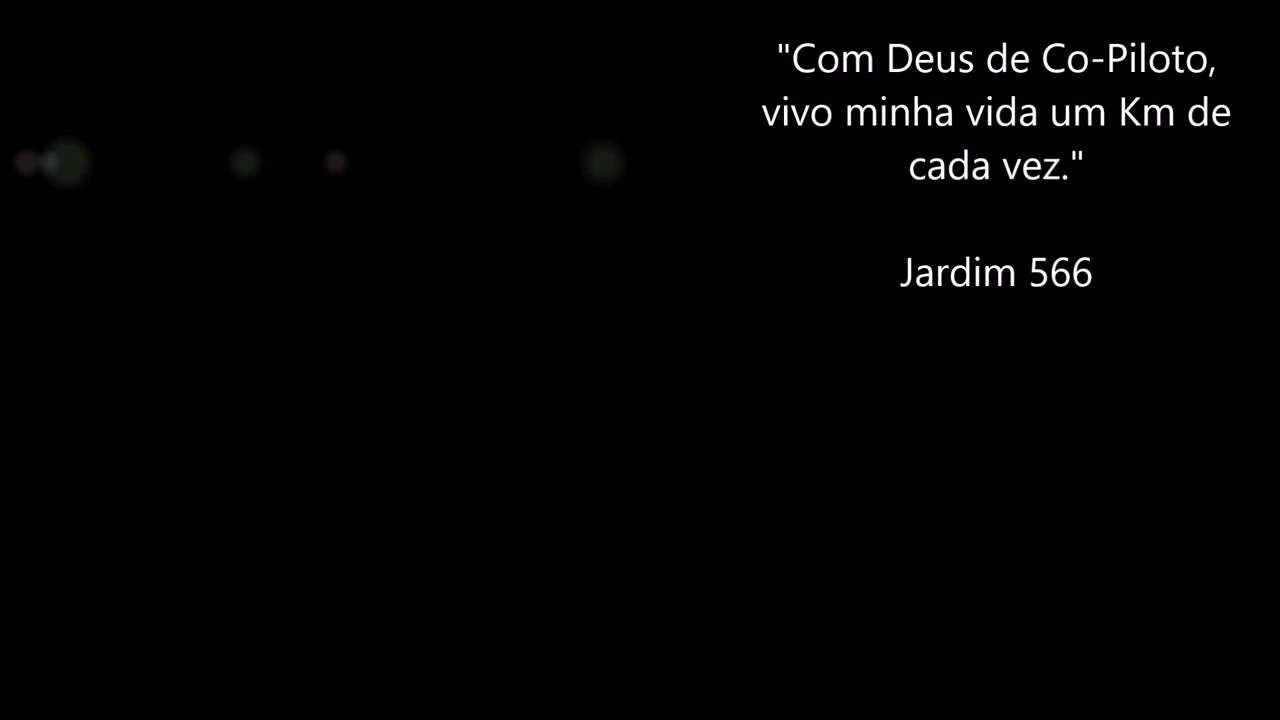 "Com Deus de Co-Piloto,
vivo minha vida um Km de
cada vez."
Jardim 566